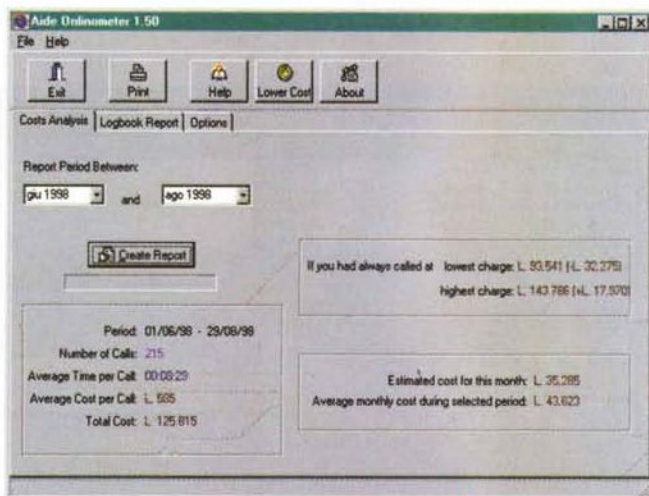 Aide Onlinometer 1.50
File Help
Exit Print Help Lower Cost About
Costs Analysis Logbook Report Options
Report Period Between:
giu 1998 and ago 1998
Create Report
If you had always called at lowest charge: L. 93.541 (-L. 32.275)
highest charge: L. 143.786 (+L. 17.970)
Period: 01/06/98 - 29/08/98
Number of Calls: 215
Average Time per Call: 00:08:29
Average Cost per Call: L. 585
Total Cost: L. 125.815
Estimated cost for this month: L. 35.285
Average monthly cost during selected period: L. 43.623